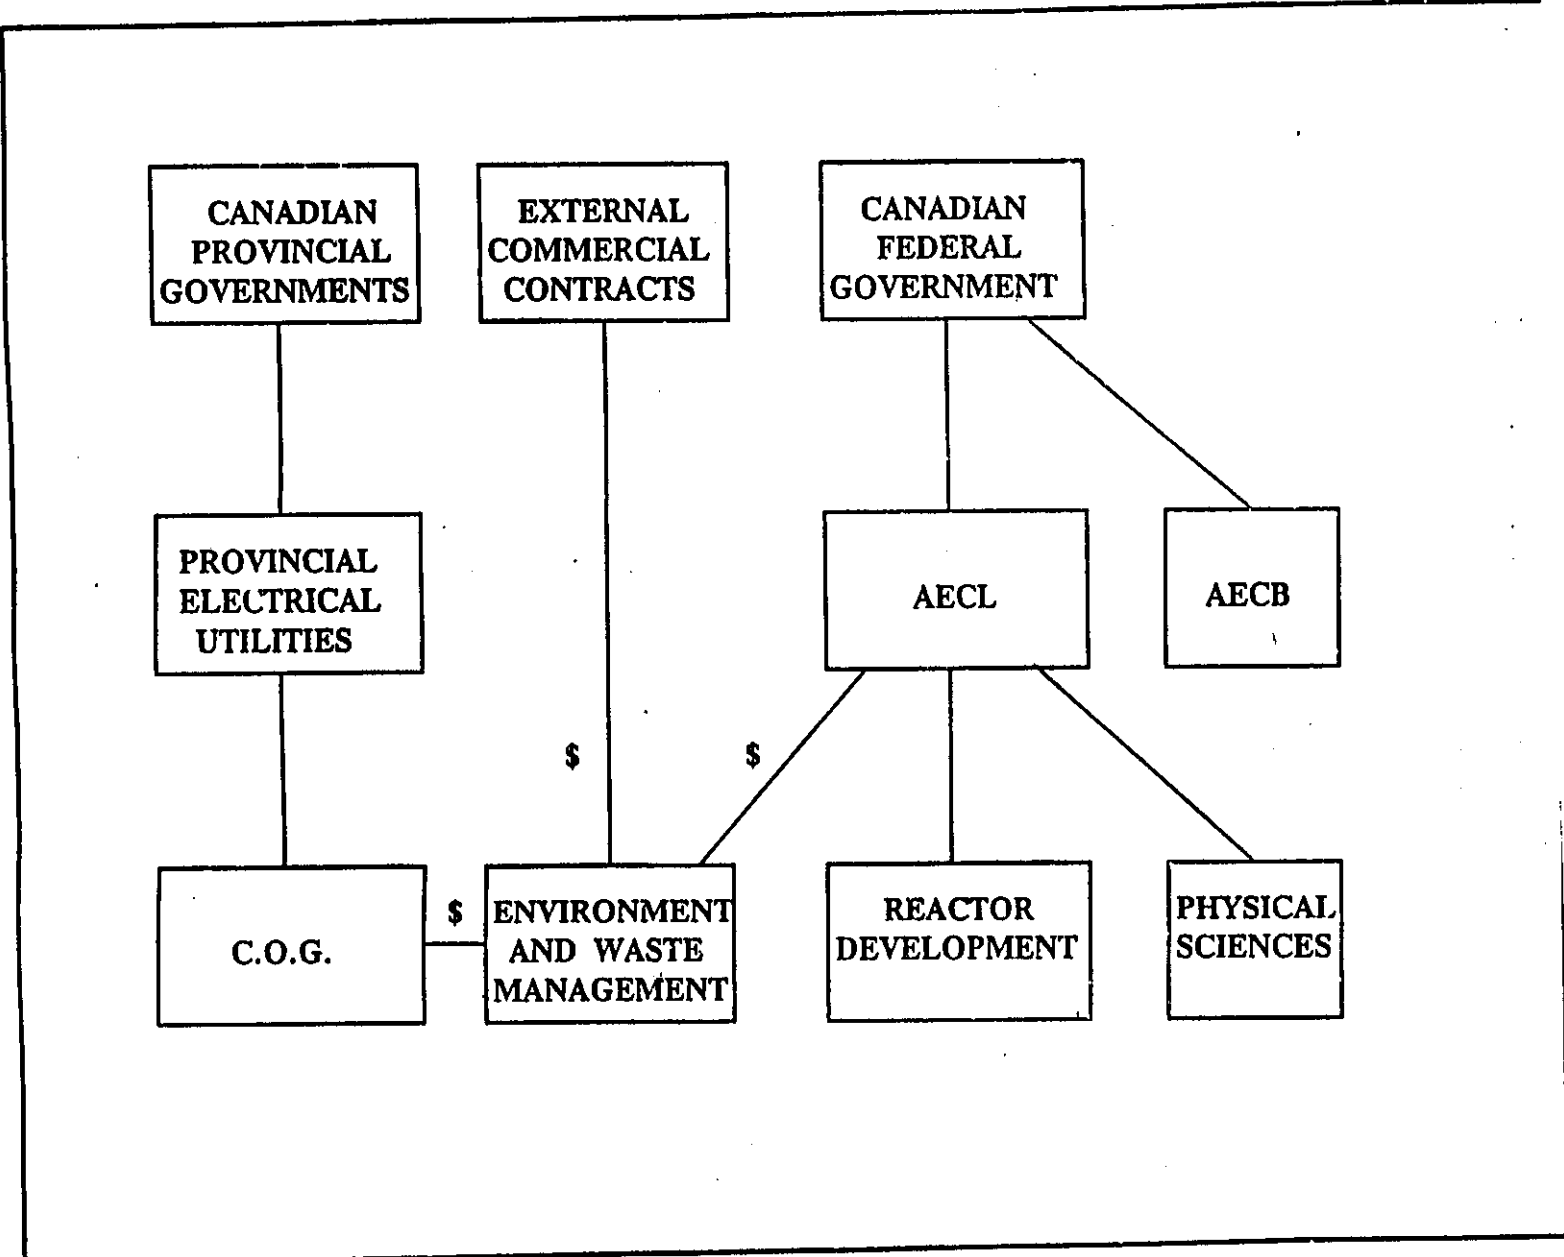 CANADIAN
PROVINCIAL
GOVERNMENTS
EXTERNAL
COMMERCIAL
CONTRACTS
CANADIAN
FEDERAL
GOVERNMENT
PROVINCIAL
ELECTRICAL
UTILITIES
AECL
AECB
$
$
C.O.G.
$
ENVIRONMENT
AND WASTE
MANAGEMENT
REACTOR
DEVELOPMENT
PHYSICAL
SCIENCES